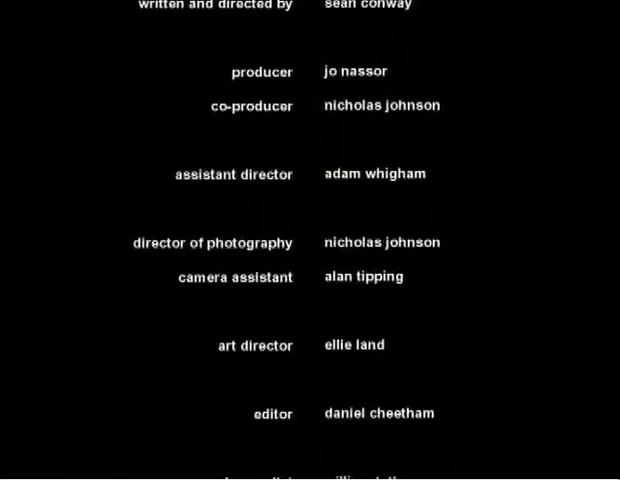 written and directed by sean conway
producer jo nassor
co-producer nicholas johnson
assistant director adam whigham
director of photography nicholas johnson
camera assistant alan tipping
art director ellie land
editor daniel cheetham